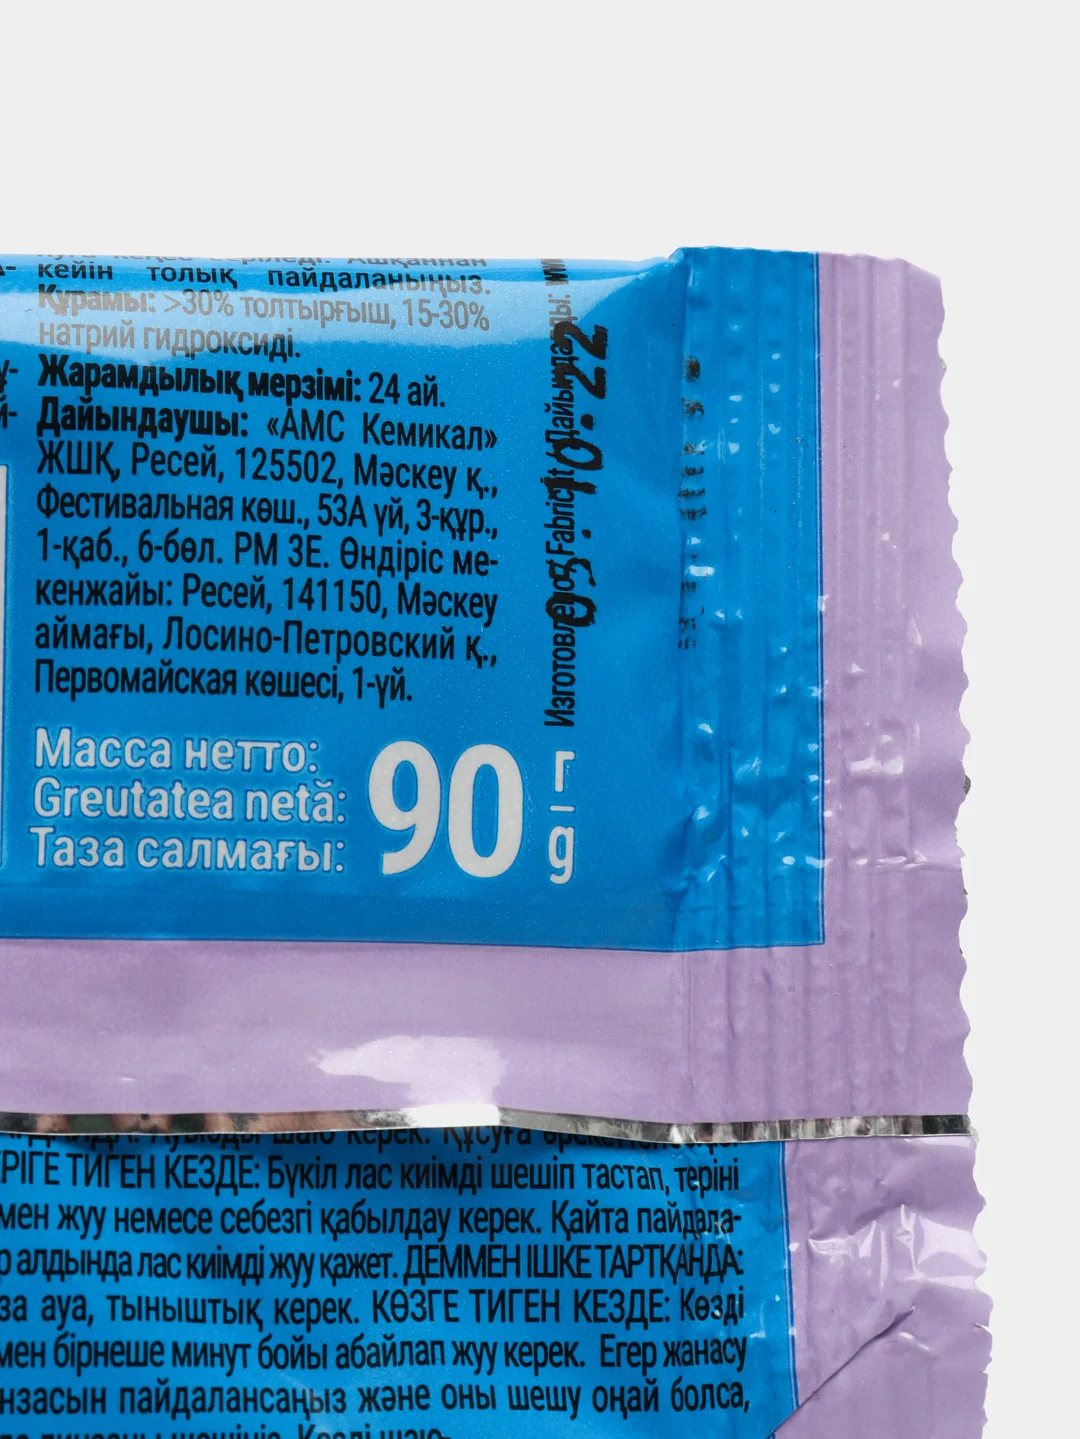 кейін толық пайдаланыңыз.
Құрамы: >30% толтырғыш, 15-30%
натрий гидроксиді.
Жарамдылық мерзімі: 24 ай.
Дайындаушы: «АМС Кемикал»
ЖШҚ, Ресей, 125502, Мәскеу қ.,
Фестивальная көш., 53А үй, 3-құр.,
1-қаб., 6-бөл. РМ 3Е. Өндіріс ме-
кенжайы: Ресей, 141150, Мәскеу
аймағы, Лосино-Петровский қ.,
Первомайская көшесі, 1-үй.
Масса нетто:
Greutatea netă:
Таза салмағы:
90 г/g
05.10.22
ЕРІГЕ ТИГЕН КЕЗДЕ: Бүкіл лас киімді шешіп тастап, теріні
мен жуу немесе себезгі қабылдау керек. Қайта пайдала-
р алдында лас киімді жуу қажет. ДЕММЕН ІШКЕ ТАРТҚАНДА:
за ауа, тыныштық керек. КӨЗГЕ ТИГЕН КЕЗДЕ: Көзді
мен бірнеше минут бойы абайлап жуу керек. Егер жанасу
нзасын пайдалансаңыз және оны шешу оңай болса,